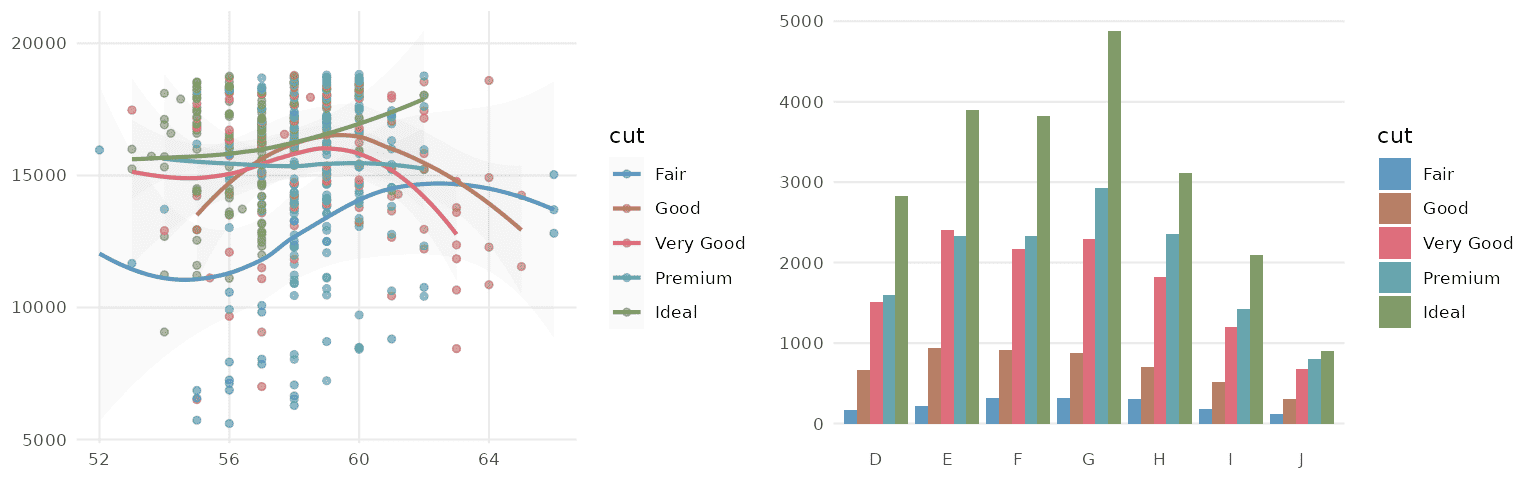 20000
15000
10000
5000
52 56 60 64
cut
Fair
Good
Very Good
Premium
Ideal
5000
4000
3000
2000
1000
0
D E F G H I J
cut
Fair
Good
Very Good
Premium
Ideal